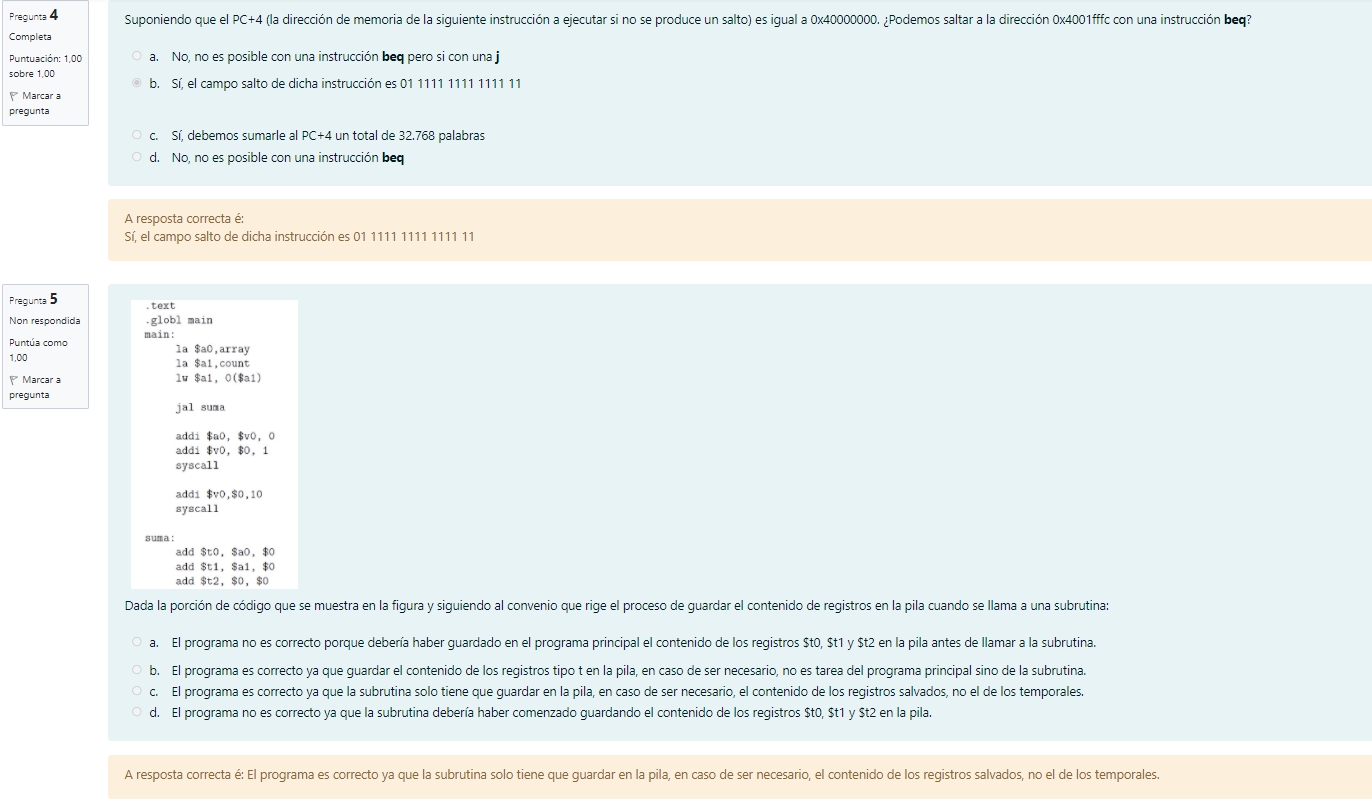 Pregunta 4
Completa
Puntuación: 1,00
sobre 1,00
Marcar a
pregunta
Suponiendo que el PC+4 (la dirección de memoria de la siguiente instrucción a ejecutar si no se produce un salto) es igual a 0x40000000. ¿Podemos saltar a la dirección 0x4001fffc con una instrucción beq?
a. No, no es posible con una instrucción beq pero si con una j
b. Sí, el campo salto de dicha instrucción es 01 1111 1111 1111 11
c. Sí, debemos sumarle al PC+4 un total de 32.768 palabras
d. No, no es posible con una instrucción beq
A resposta correcta é:
Sí, el campo salto de dicha instrucción es 01 1111 1111 1111 11
Pregunta 5
Non respondida
Puntúa como
1,00
Marcar a
pregunta
.text
.globl main
main:
la $a0,array
la $a1,count
lw $a1, 0($a1)
jal suma
addi $a0, $v0, 0
addi $v0, $0, 1
syscall
addi $v0,$0,10
syscall
suma:
add $t0, $a0, $0
add $t1, $a1, $0
add $t2, $0, $0
Dada la porción de código que se muestra en la figura y siguiendo al convenio que rige el proceso de guardar el contenido de registros en la pila cuando se llama a una subrutina:
a. El programa no es correcto porque debería haber guardado en el programa principal el contenido de los registros $t0, $t1 y $t2 en la pila antes de llamar a la subrutina.
b. El programa es correcto ya que guardar el contenido de los registros tipo t en la pila, en caso de ser necesario, no es tarea del programa principal sino de la subrutina.
c. El programa es correcto ya que la subrutina solo tiene que guardar en la pila, en caso de ser necesario, el contenido de los registros salvados, no el de los temporales.
d. El programa no es correcto ya que la subrutina debería haber comenzado guardando el contenido de los registros $t0, $t1 y $t2 en la pila.
A resposta correcta é: El programa es correcto ya que la subrutina solo tiene que guardar en la pila, en caso de ser necesario, el contenido de los registros salvados, no el de los temporales.